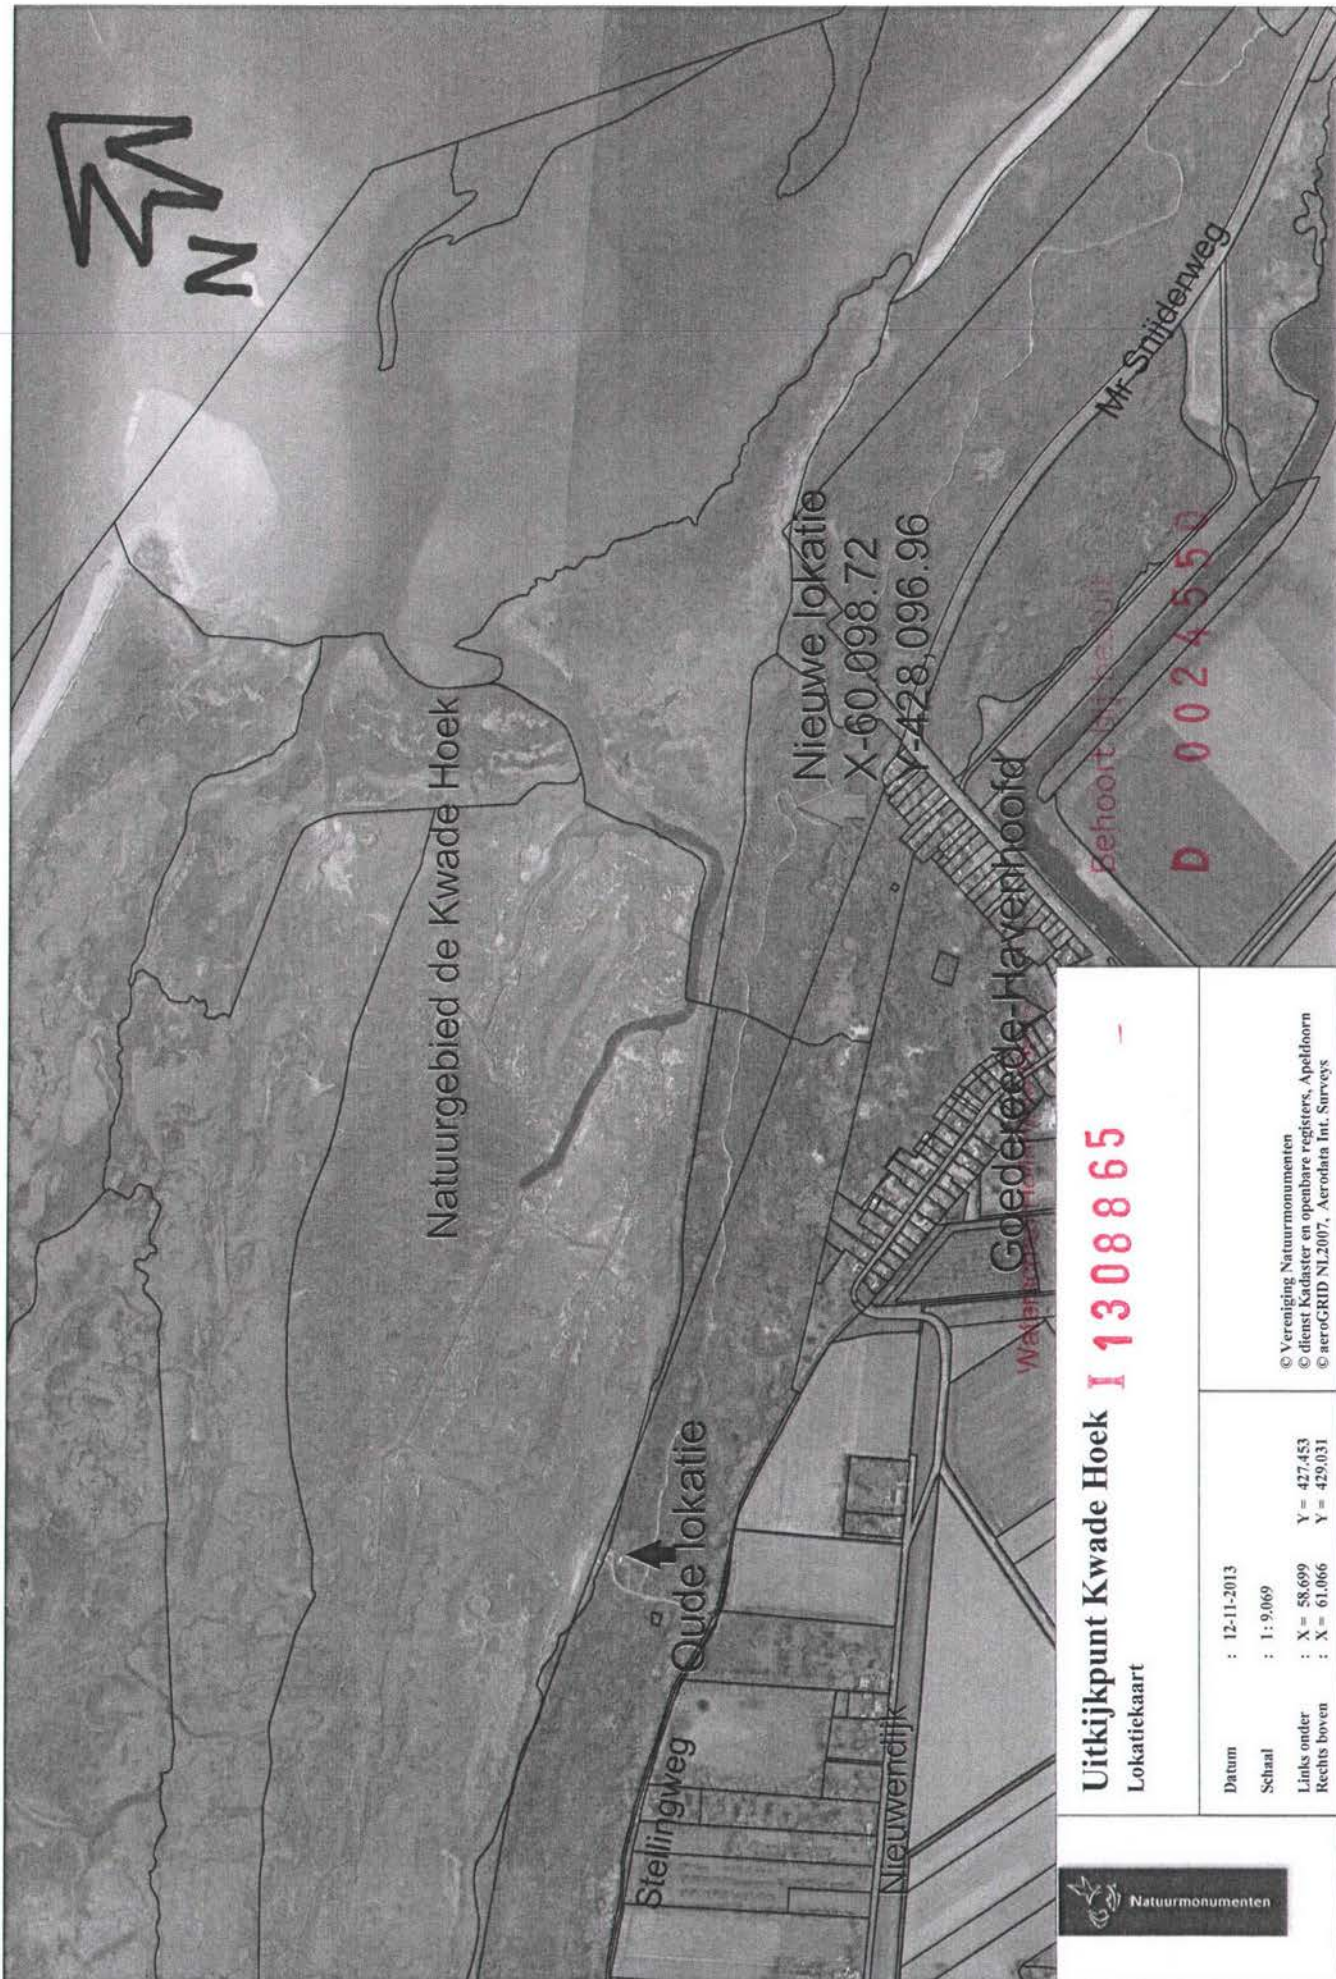 N
Mr Snijderweg
Natuurgebied de Kwade Hoek
Nieuwe lokatie
X-60.098.72
Y-428,096.96
Goedereede-Havenhoofd
Oude lokatie
Stellingweg
Nieuwendijk
Behoort bij besluit
D 0024550
Uitkijkpunt Kwade Hoek
I 1308865 -
Lokatiekaart
Datum : 12-11-2013
Schaal : 1: 9.069
Links onder : X = 58.699 Y = 427.453
Rechts boven : X = 61.066 Y = 429.031
© Vereniging Natuurmonumenten
© dienst Kadaster en openbare registers, Apeldoorn
© aeroGRID NL2007, Aerodata Int. Surveys
Natuurmonumenten